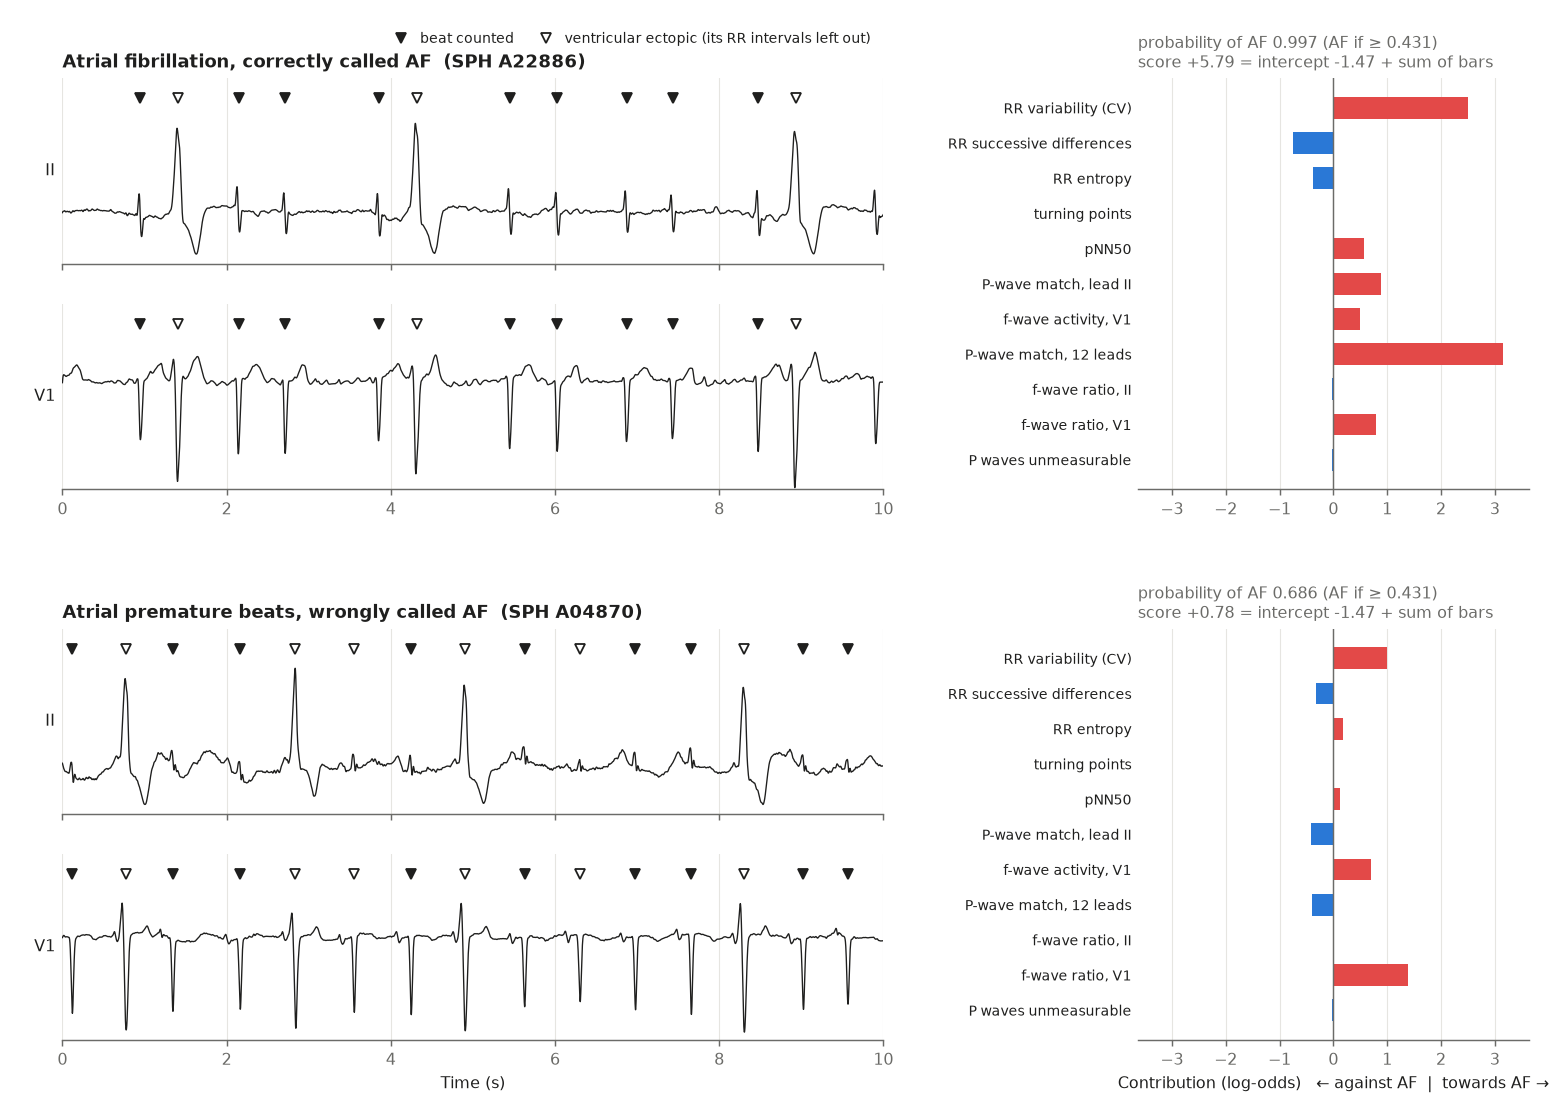 beat counted
ventricular ectopic (its RR intervals left out)
Atrial fibrillation, correctly called AF (SPH A22886)
II
V1
0 2 4 6 8 10
probability of AF 0.997 (AF if ≥ 0.431)
score +5.79 = intercept -1.47 + sum of bars
RR variability (CV)
RR successive differences
RR entropy
turning points
pNN50
P-wave match, lead II
f-wave activity, V1
P-wave match, 12 leads
f-wave ratio, II
f-wave ratio, V1
P waves unmeasurable
−3 −2 −1 0 1 2 3
Atrial premature beats, wrongly called AF (SPH A04870)
II
V1
0 2 4 6 8 10
Time (s)
probability of AF 0.686 (AF if ≥ 0.431)
score +0.78 = intercept -1.47 + sum of bars
RR variability (CV)
RR successive differences
RR entropy
turning points
pNN50
P-wave match, lead II
f-wave activity, V1
P-wave match, 12 leads
f-wave ratio, II
f-wave ratio, V1
P waves unmeasurable
−3 −2 −1 0 1 2 3
Contribution (log-odds) ← against AF | towards AF →